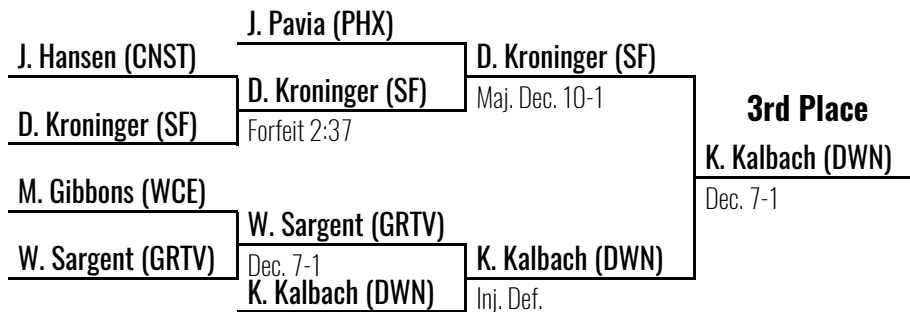 J. Pavia (PHX)
J. Hansen (CNST)
D. Kroninger (SF)
D. Kroninger (SF)
Maj. Dec. 10-1
3rd Place
D. Kroninger (SF)
Forfeit 2:37
K. Kalbach (DWN)
M. Gibbons (WCE)
Dec. 7-1
W. Sargent (GRTV)
W. Sargent (GRTV)
K. Kalbach (DWN)
Dec. 7-1
K. Kalbach (DWN)
Inj. Def.